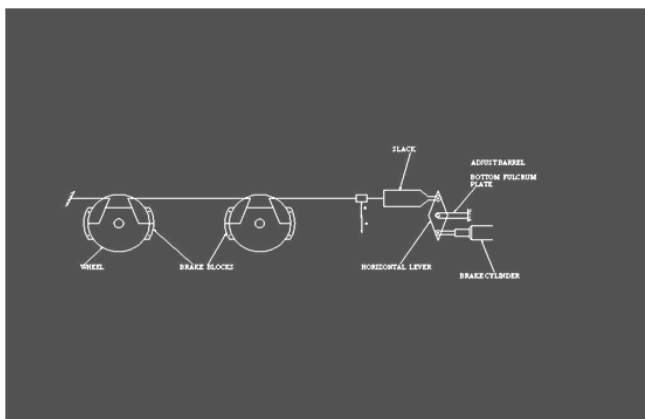 SLACK
ADJUST BARREL
BOTTOM FULCRUM
PLATE
WHEEL
BRAKE BLOCKS
HORIZONTAL LEVER
BRAKE CYLINDER